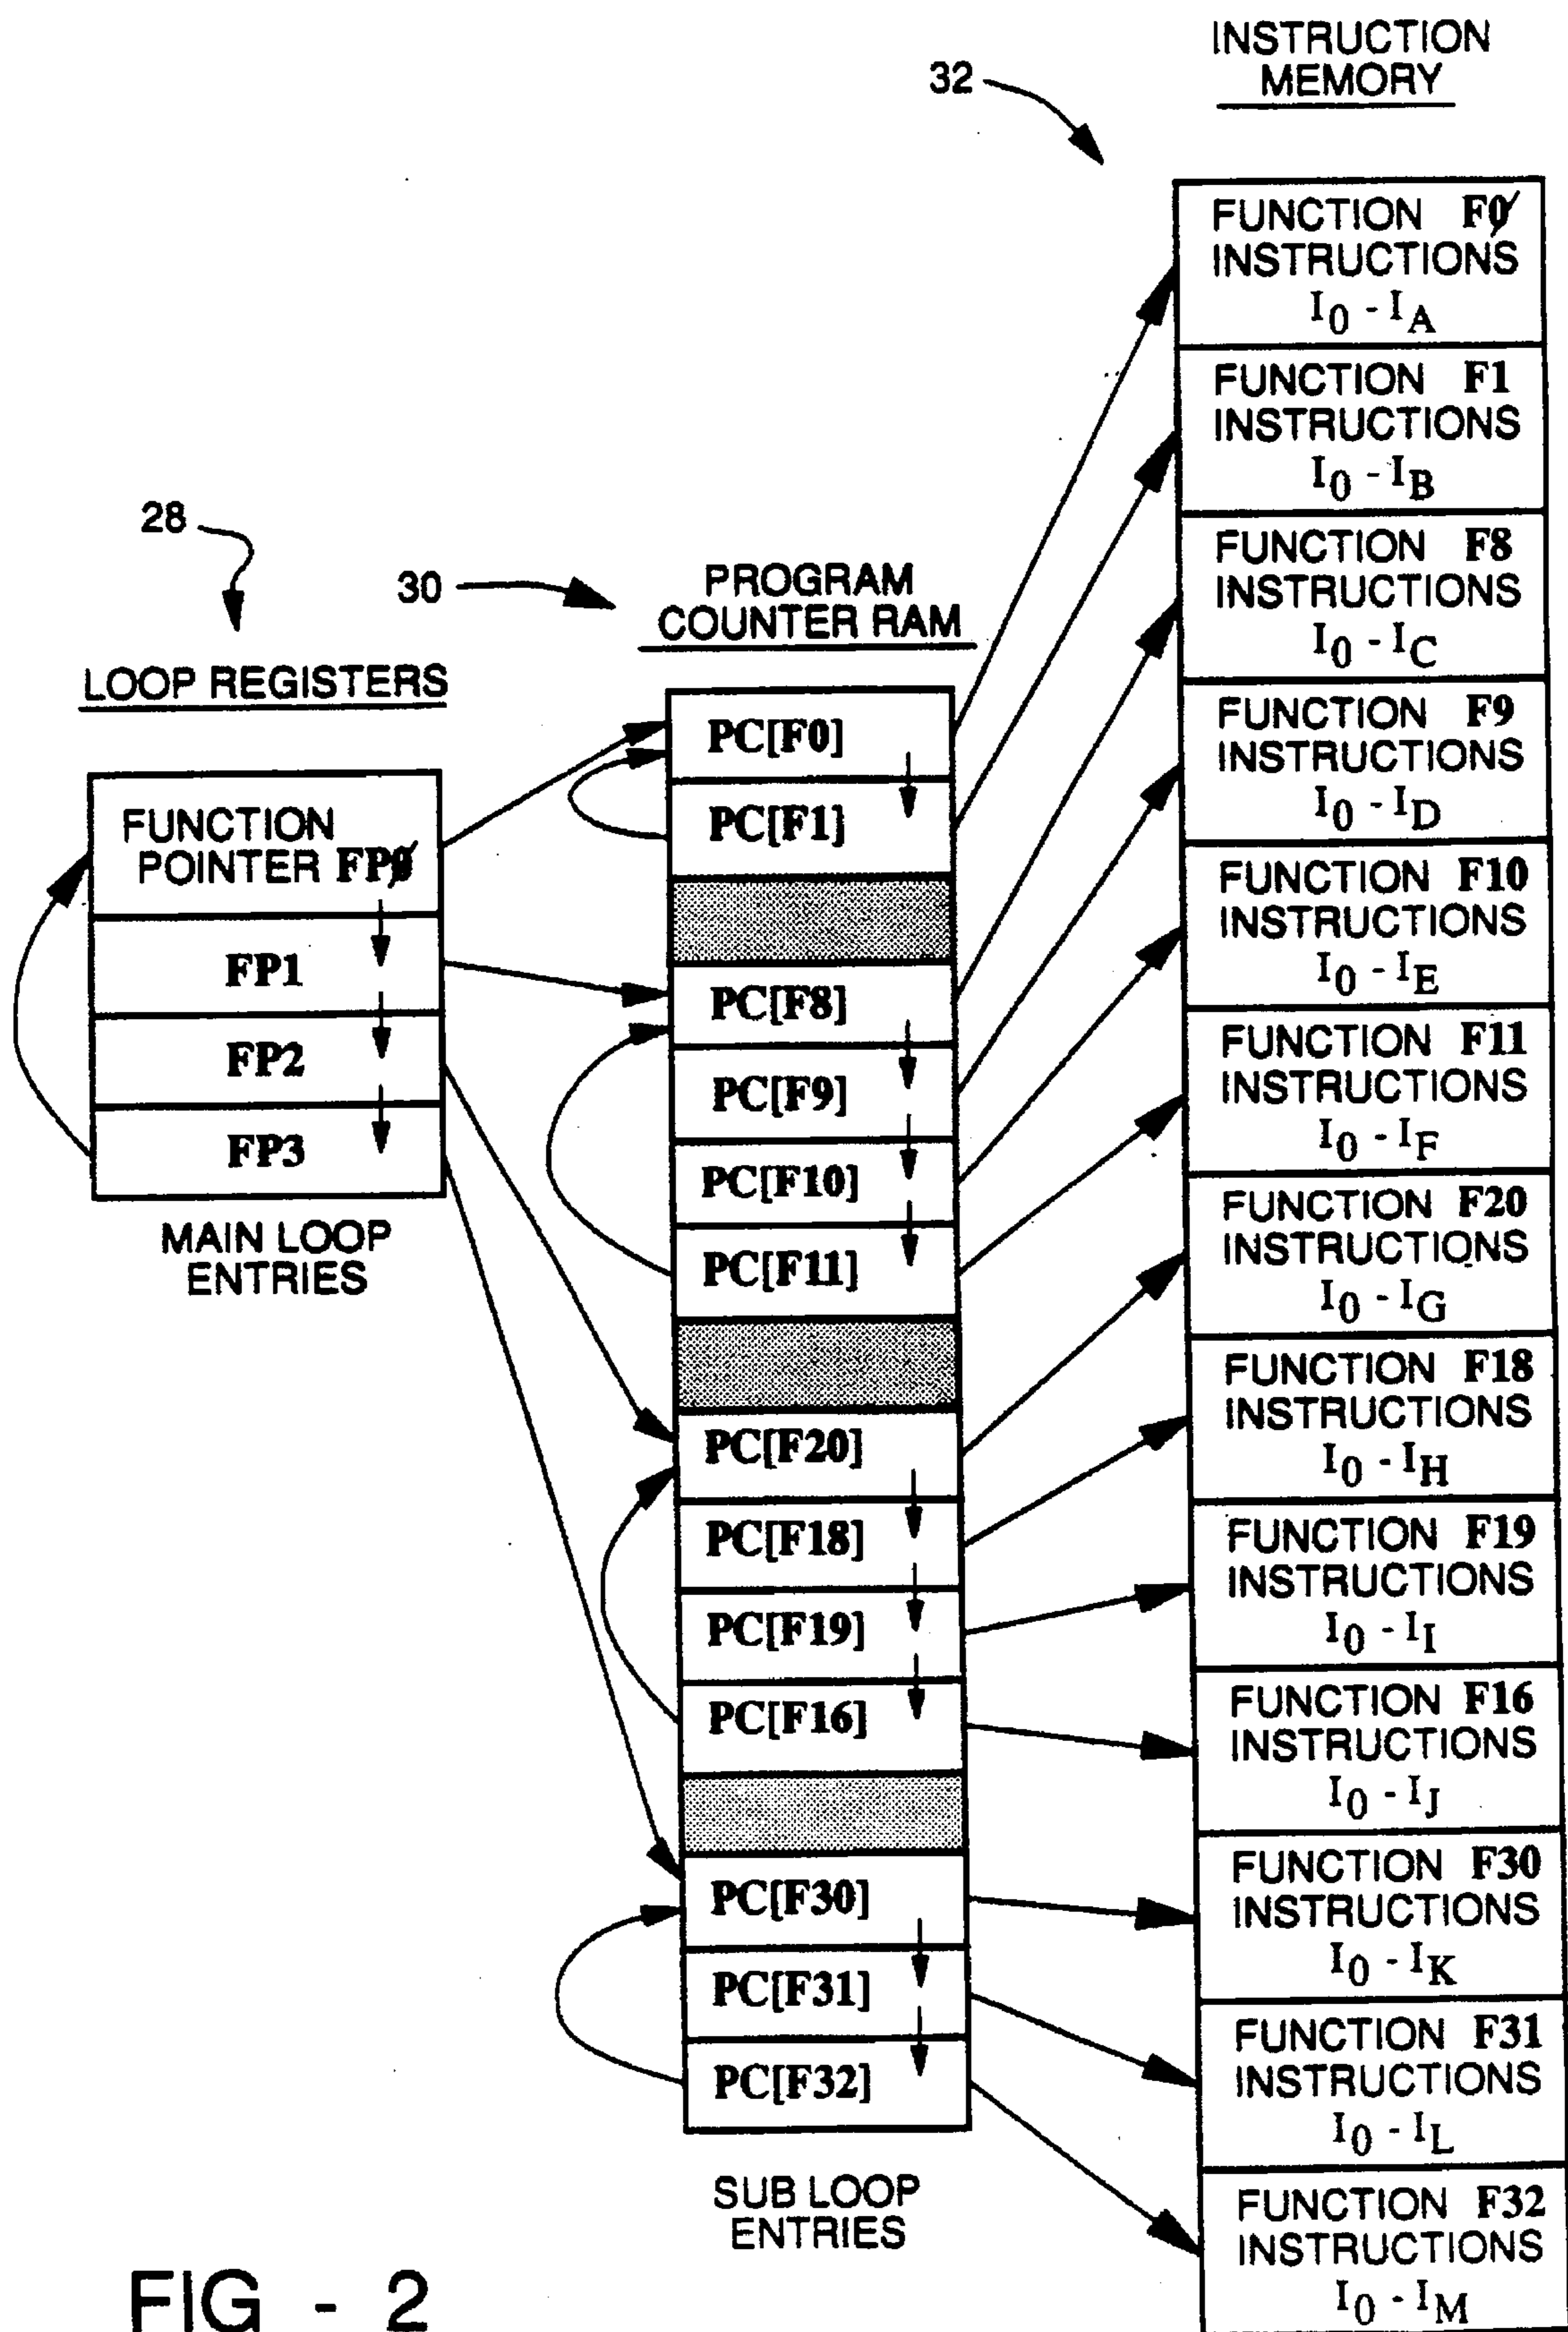 INSTRUCTION
MEMORY
32
28
30
PROGRAM
COUNTER RAM
LOOP REGISTERS
FUNCTION
POINTER FP0
FP1
FP2
FP3
MAIN LOOP
ENTRIES
PC[F0]
PC[F1]
PC[F8]
PC[F9]
PC[F10]
PC[F11]
PC[F20]
PC[F18]
PC[F19]
PC[F16]
PC[F30]
PC[F31]
PC[F32]
SUB LOOP
ENTRIES
FUNCTION F0
INSTRUCTIONS
I0 - IA
FUNCTION F1
INSTRUCTIONS
I0 - IB
FUNCTION F8
INSTRUCTIONS
I0 - IC
FUNCTION F9
INSTRUCTIONS
I0 - ID
FUNCTION F10
INSTRUCTIONS
I0 - IE
FUNCTION F11
INSTRUCTIONS
I0 - IF
FUNCTION F20
INSTRUCTIONS
I0 - IG
FUNCTION F18
INSTRUCTIONS
I0 - IH
FUNCTION F19
INSTRUCTIONS
I0 - II
FUNCTION F16
INSTRUCTIONS
I0 - IJ
FUNCTION F30
INSTRUCTIONS
I0 - IK
FUNCTION F31
INSTRUCTIONS
I0 - IL
FUNCTION F32
INSTRUCTIONS
I0 - IM
FIG - 2